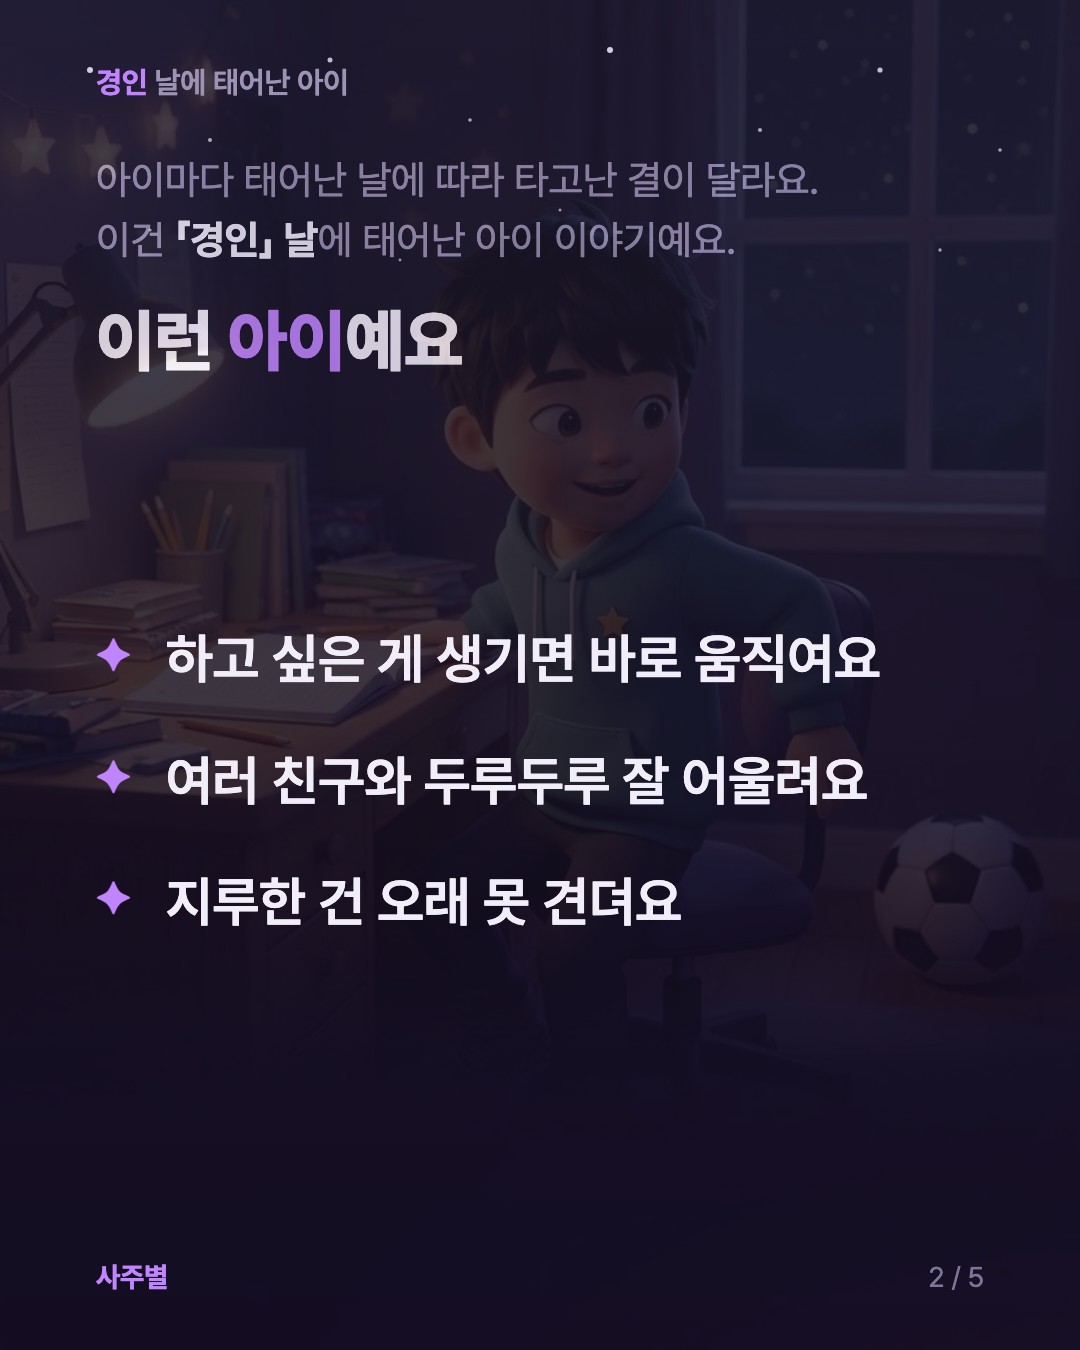 경인 날에 태어난 아이
아이마다 태어난 날에 따라 타고난 결이 달라요.
이건 「경인」 날에 태어난 아이 이야기예요.
이런 아이예요
하고 싶은 게 생기면 바로 움직여요
여러 친구와 두루두루 잘 어울려요
지루한 건 오래 못 견뎌요
사주별
2 / 5